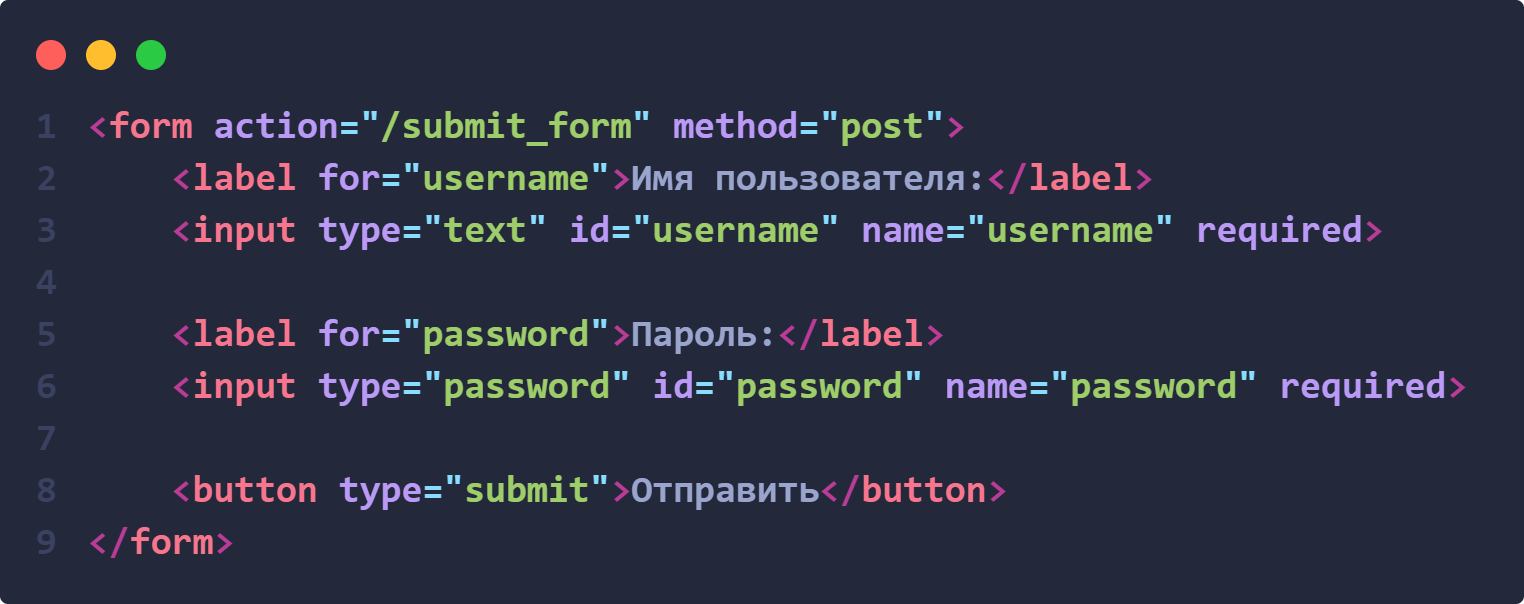 1 <form action="/submit_form" method="post">
2     <label for="username">Имя пользователя:</label>
3     <input type="text" id="username" name="username" required>
4
5     <label for="password">Пароль:</label>
6     <input type="password" id="password" name="password" required>
7
8     <button type="submit">Отправить</button>
9 </form>